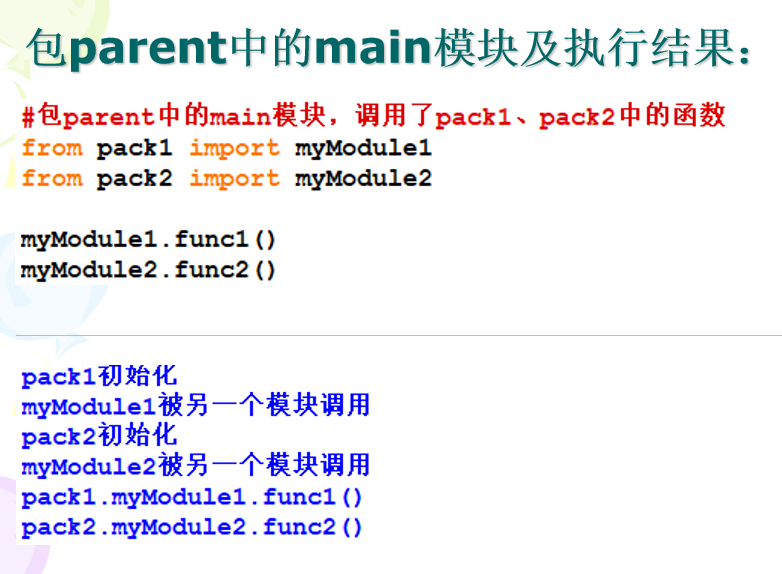 包parent中的main模块及执行结果：
#包parent中的main模块，调用了pack1、pack2中的函数
from pack1 import myModule1
from pack2 import myModule2
myModule1.func1()
myModule2.func2()
pack1初始化
myModule1被另一个模块调用
pack2初始化
myModule2被另一个模块调用
pack1.myModule1.func1()
pack2.myModule2.func2()